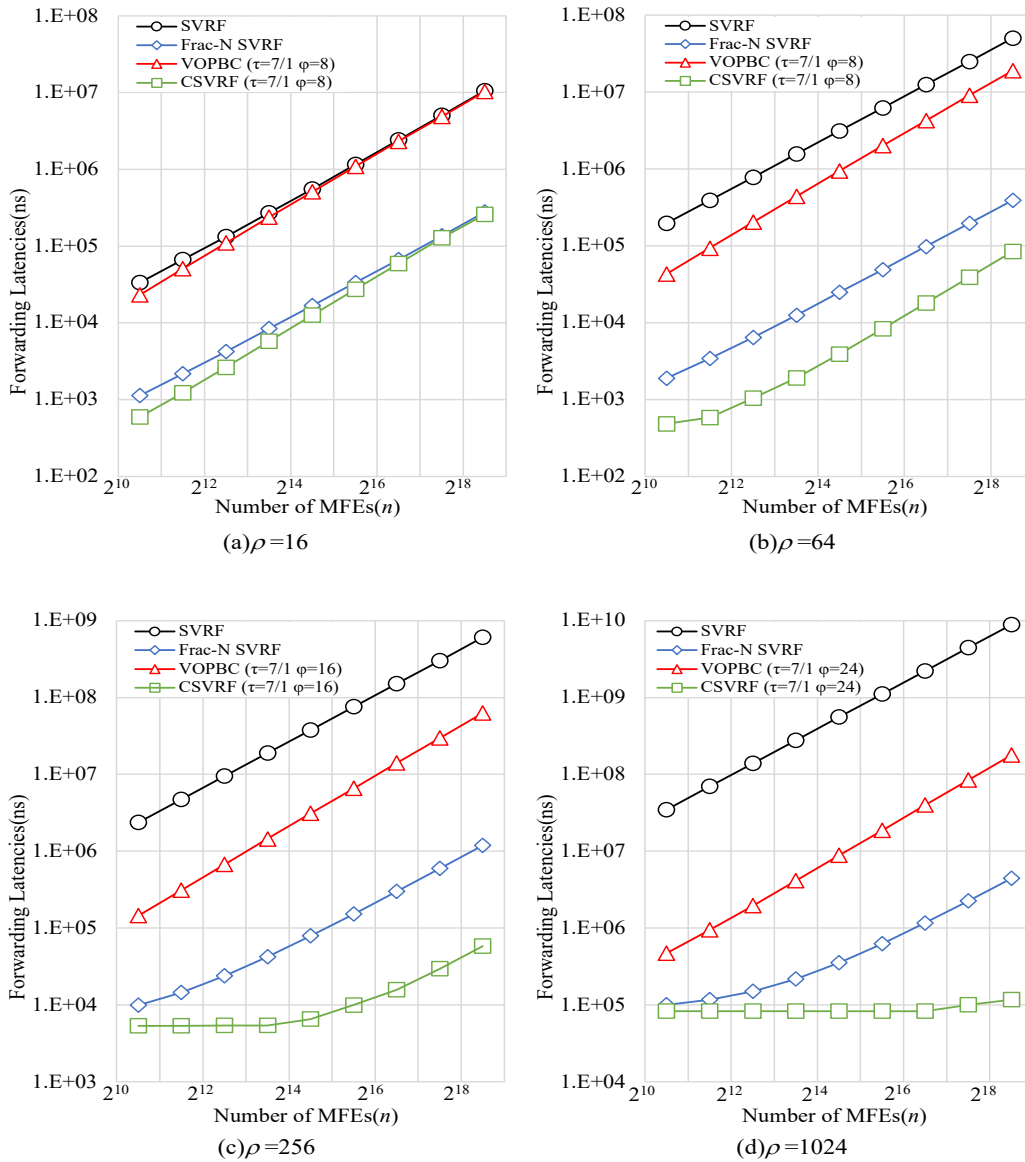 1.E+08
1.E+07
1.E+06
1.E+05
1.E+04
1.E+03
1.E+02
Forwarding Latencies(ns)
SVRF
Frac-N SVRF
VOPBC (τ=7/1 φ=8)
CSVRF (τ=7/1 φ=8)
2^10 2^12 2^14 2^16 2^18
Number of MFEs(n)
(a)ρ =16
1.E+08
1.E+07
1.E+06
1.E+05
1.E+04
1.E+03
1.E+02
Forwarding Latencies(ns)
SVRF
Frac-N SVRF
VOPBC (τ=7/1 φ=8)
CSVRF (τ=7/1 φ=8)
2^10 2^12 2^14 2^16 2^18
Number of MFEs(n)
(b)ρ =64
1.E+09
1.E+08
1.E+07
1.E+06
1.E+05
1.E+04
1.E+03
Forwarding Latencies(ns)
SVRF
Frac-N SVRF
VOPBC (τ=7/1 φ=16)
CSVRF (τ=7/1 φ=16)
2^10 2^12 2^14 2^16 2^18
Number of MFEs(n)
(c)ρ =256
1.E+10
1.E+09
1.E+08
1.E+07
1.E+06
1.E+05
1.E+04
Forwarding Latencies(ns)
SVRF
Frac-N SVRF
VOPBC (τ=7/1 φ=24)
CSVRF (τ=7/1 φ=24)
2^10 2^12 2^14 2^16 2^18
Number of MFEs(n)
(d)ρ =1024